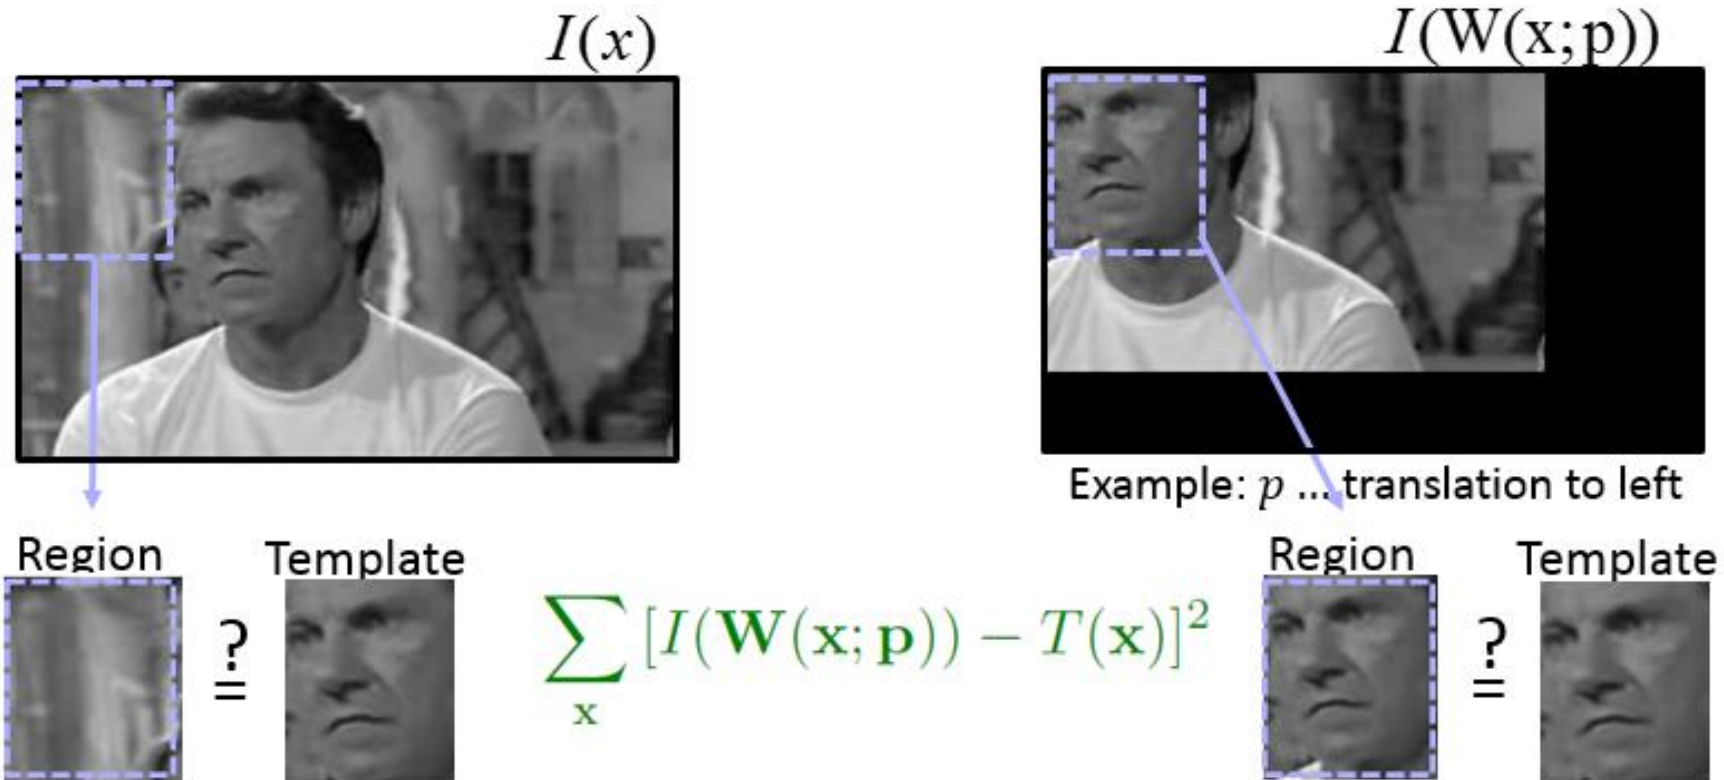 I(x)
I(W(x;p))
Example: p ... translation to left
Region
Template
? =
∑ₓ [I(W(x; p)) − T(x)]²
Region
Template
? =